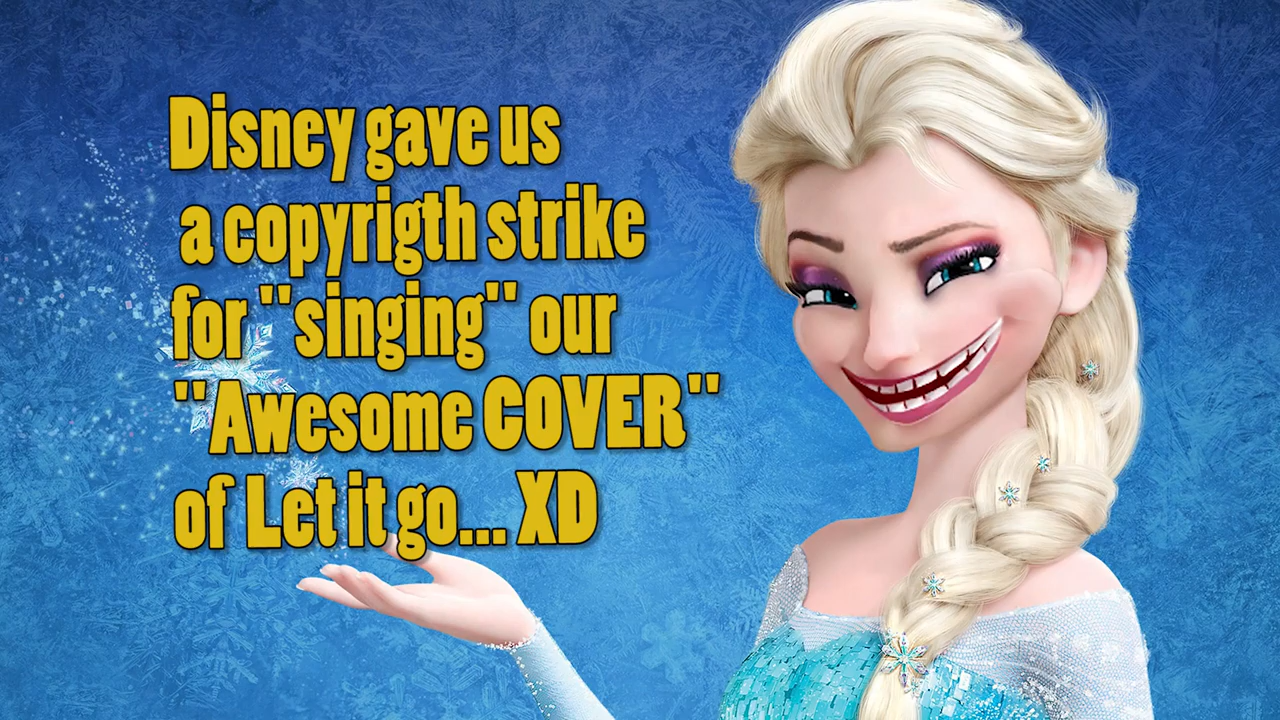 Disney gave us
a copyrigth strike
for "singing" our
"Awesome COVER"
of Let it go... XD